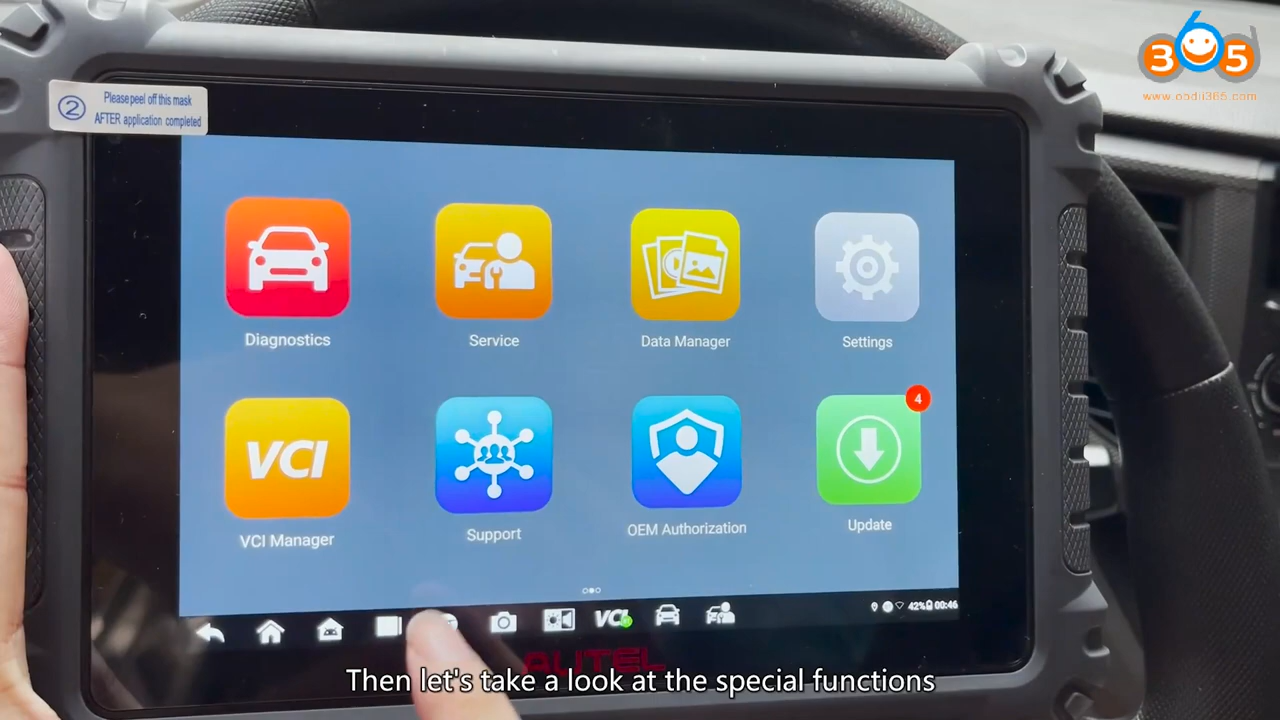 365
www.obdii365.com
② Please peel off this mask
AFTER application completed
Diagnostics
Service
Data Manager
Settings
VCI
VCI Manager
Support
OEM Authorization
4
Update
VCI
42% 00:46
AUTEL
Then let's take a look at the special functions